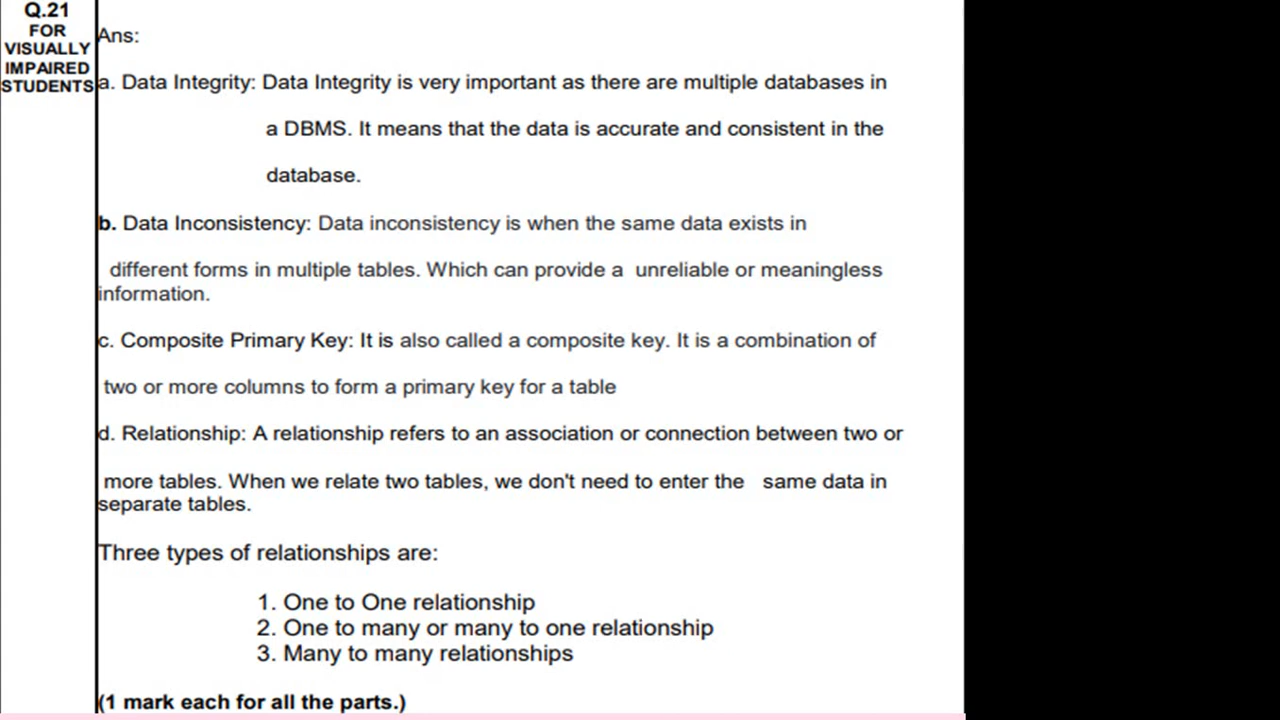 Q.21
FOR
VISUALLY
IMPAIRED
STUDENTS
Ans:
a. Data Integrity: Data Integrity is very important as there are multiple databases in
a DBMS. It means that the data is accurate and consistent in the
database.
b. Data Inconsistency: Data inconsistency is when the same data exists in
different forms in multiple tables. Which can provide a unreliable or meaningless
information.
c. Composite Primary Key: It is also called a composite key. It is a combination of
two or more columns to form a primary key for a table
d. Relationship: A relationship refers to an association or connection between two or
more tables. When we relate two tables, we don't need to enter the same data in
separate tables.
Three types of relationships are:
1. One to One relationship
2. One to many or many to one relationship
3. Many to many relationships
(1 mark each for all the parts.)